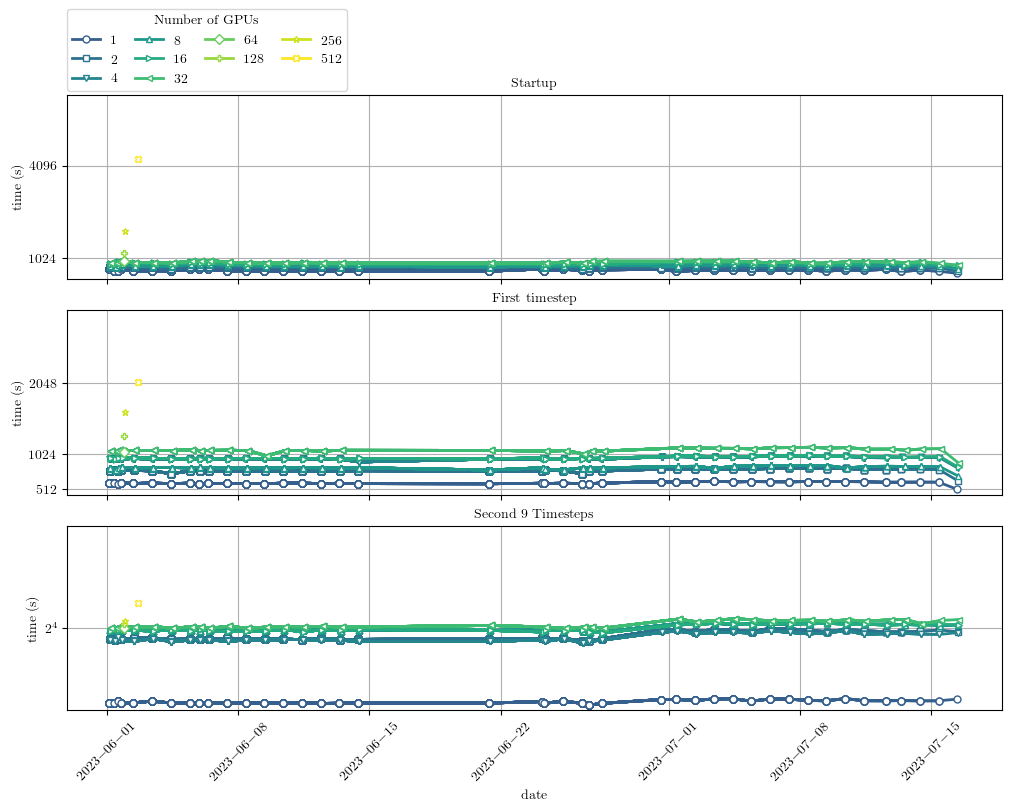 Number of GPUs
1 8 64 256
2 16 128 512
4 32
Startup
4096
time (s)
1024
First timestep
2048
time (s)
1024
512
Second 9 Timesteps
time (s)
2⁴
2023−06−01 2023−06−08 2023−06−15 2023−06−22 2023−07−01 2023−07−08 2023−07−15
date